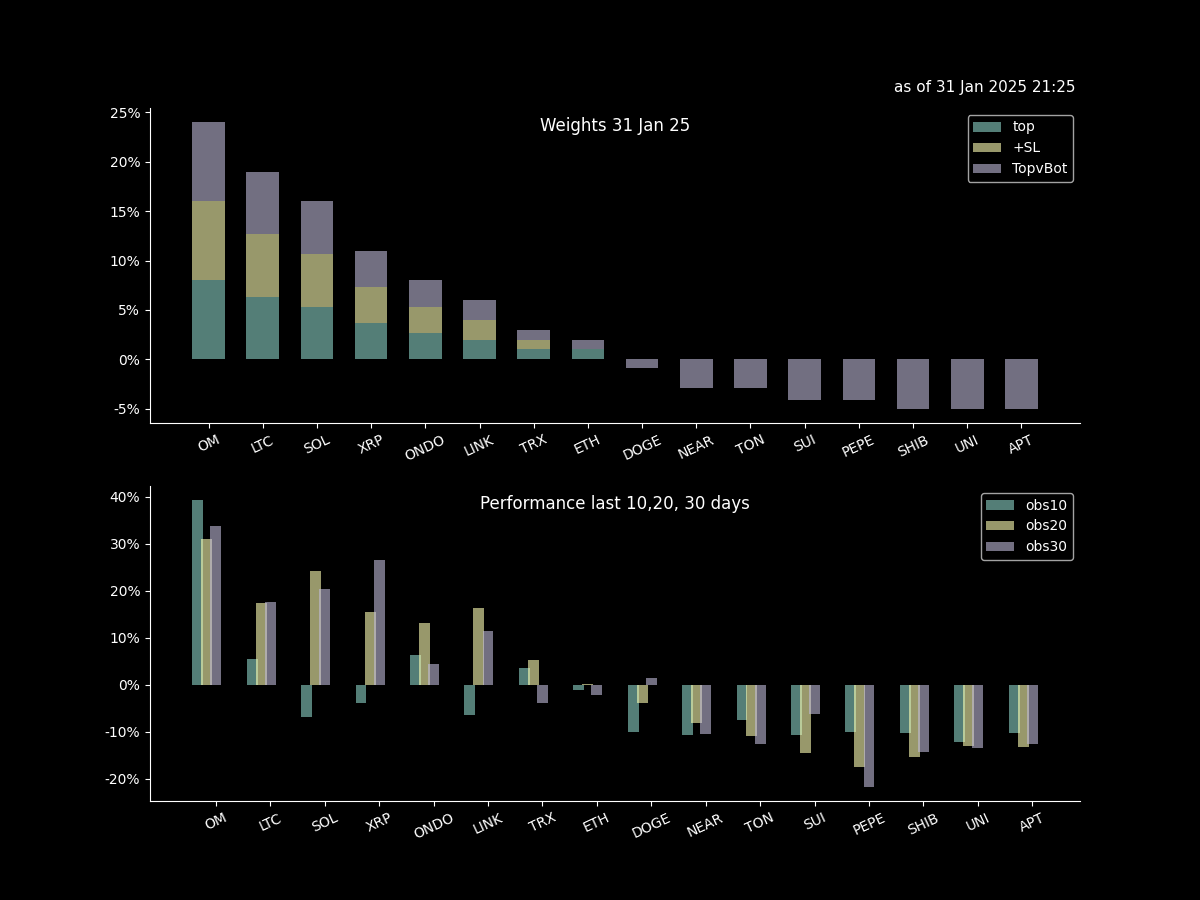 as of 31 Jan 2025 21:25
Weights 31 Jan 25
top
+SL
TopvBot
25%
20%
15%
10%
5%
0%
-5%
OM LTC SOL XRP ONDO LINK TRX ETH DOGE NEAR TON SUI PEPE SHIB UNI APT
Performance last 10,20, 30 days
obs10
obs20
obs30
40%
30%
20%
10%
0%
-10%
-20%
OM LTC SOL XRP ONDO LINK TRX ETH DOGE NEAR TON SUI PEPE SHIB UNI APT